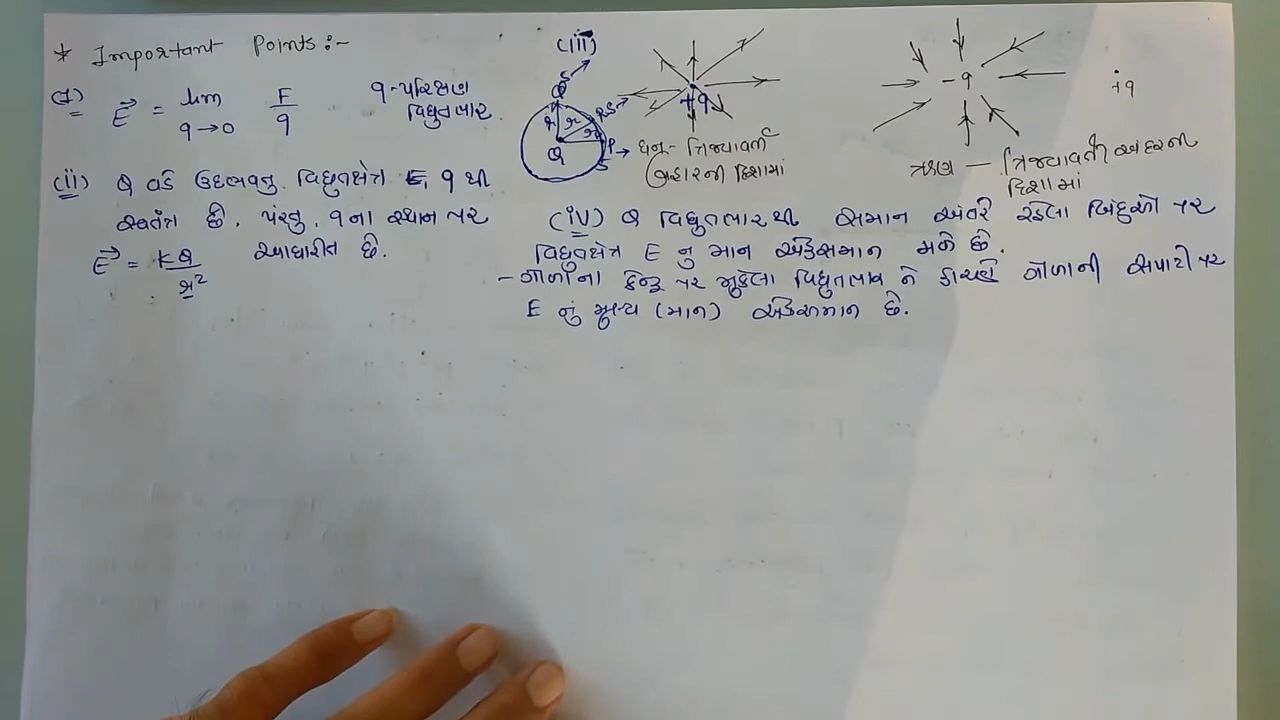 * Important Points:-
(I) E⃗ = lim q→0 F/q
q-પરિક્ષણ
વિદ્યુતભાર
(ii) Q વડે ઉદભવતુ વિદ્યુતક્ષેત્ર E, q થી
સ્વતંત્ર છે. પરંતુ, q ના સ્થાન પર
E⃗ = KQ/r² આધારીત છે.
(iii)
Q
+q
ધન - ત્રિજ્યાવર્તી
બહારની દિશામાં
-q
+q
ઋણ - ત્રિજ્યાવર્તી અંદરની
દિશામાં
(iv) Q વિદ્યુતભારથી સમાન અંતરે રહેલા બિંદુઓ પર
વિદ્યુતક્ષેત્ર E નુ માન એકસમાન મળે છે.
- ગોળાના કેન્દ્ર પર મુકેલા ને ગોળાની સપાટી પર
E નું મુલ્ય (માન) એકસમાન છે.